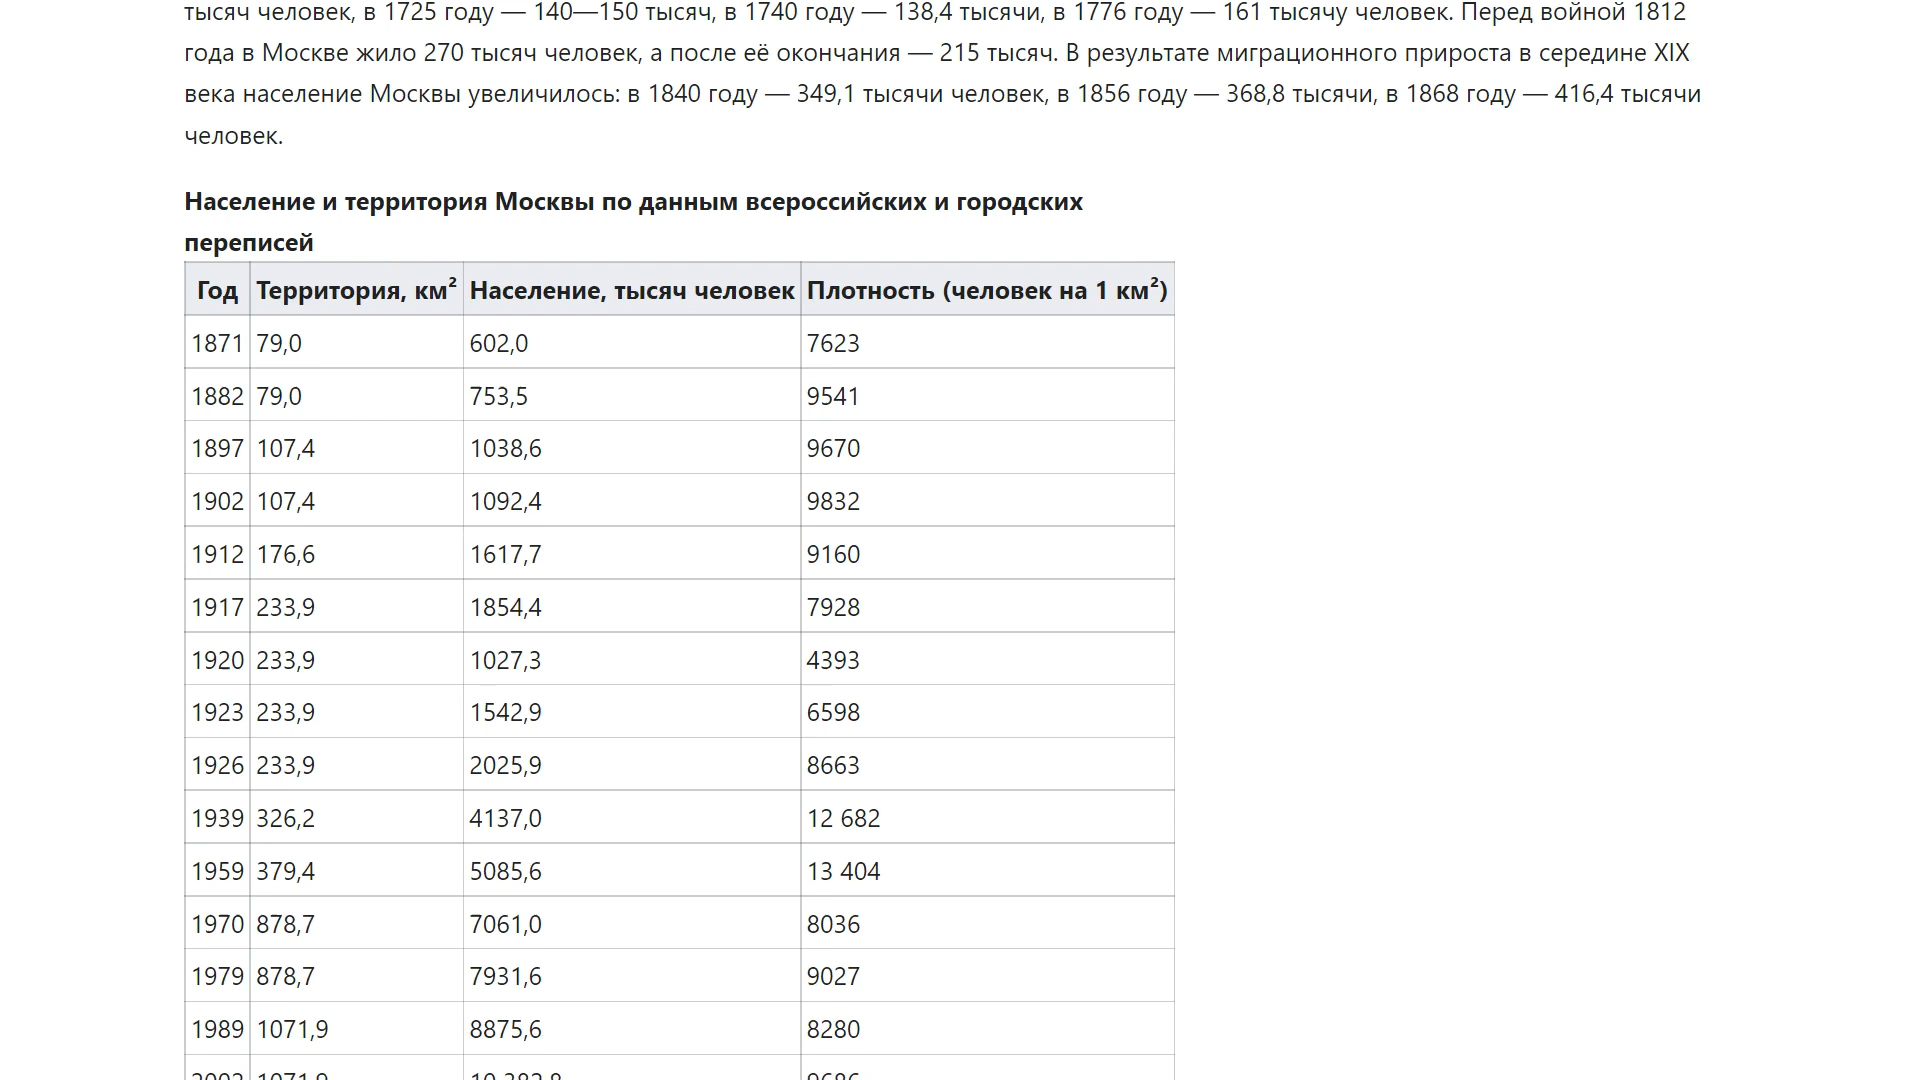 тысяч человек, в 1725 году — 140—150 тысяч, в 1740 году — 138,4 тысячи, в 1776 году — 161 тысячу человек. Перед войной 1812
года в Москве жило 270 тысяч человек, а после её окончания — 215 тысяч. В результате миграционного прироста в середине XIX
века население Москвы увеличилось: в 1840 году — 349,1 тысячи человек, в 1856 году — 368,8 тысячи, в 1868 году — 416,4 тысячи
человек.
Население и территория Москвы по данным всероссийских и городских
переписей
Год Территория, км² Население, тысяч человек Плотность (человек на 1 км²)
1871 79,0 602,0 7623
1882 79,0 753,5 9541
1897 107,4 1038,6 9670
1902 107,4 1092,4 9832
1912 176,6 1617,7 9160
1917 233,9 1854,4 7928
1920 233,9 1027,3 4393
1923 233,9 1542,9 6598
1926 233,9 2025,9 8663
1939 326,2 4137,0 12 682
1959 379,4 5085,6 13 404
1970 878,7 7061,0 8036
1979 878,7 7931,6 9027
1989 1071,9 8875,6 8280
2002 1071,9 10 382,8 9686